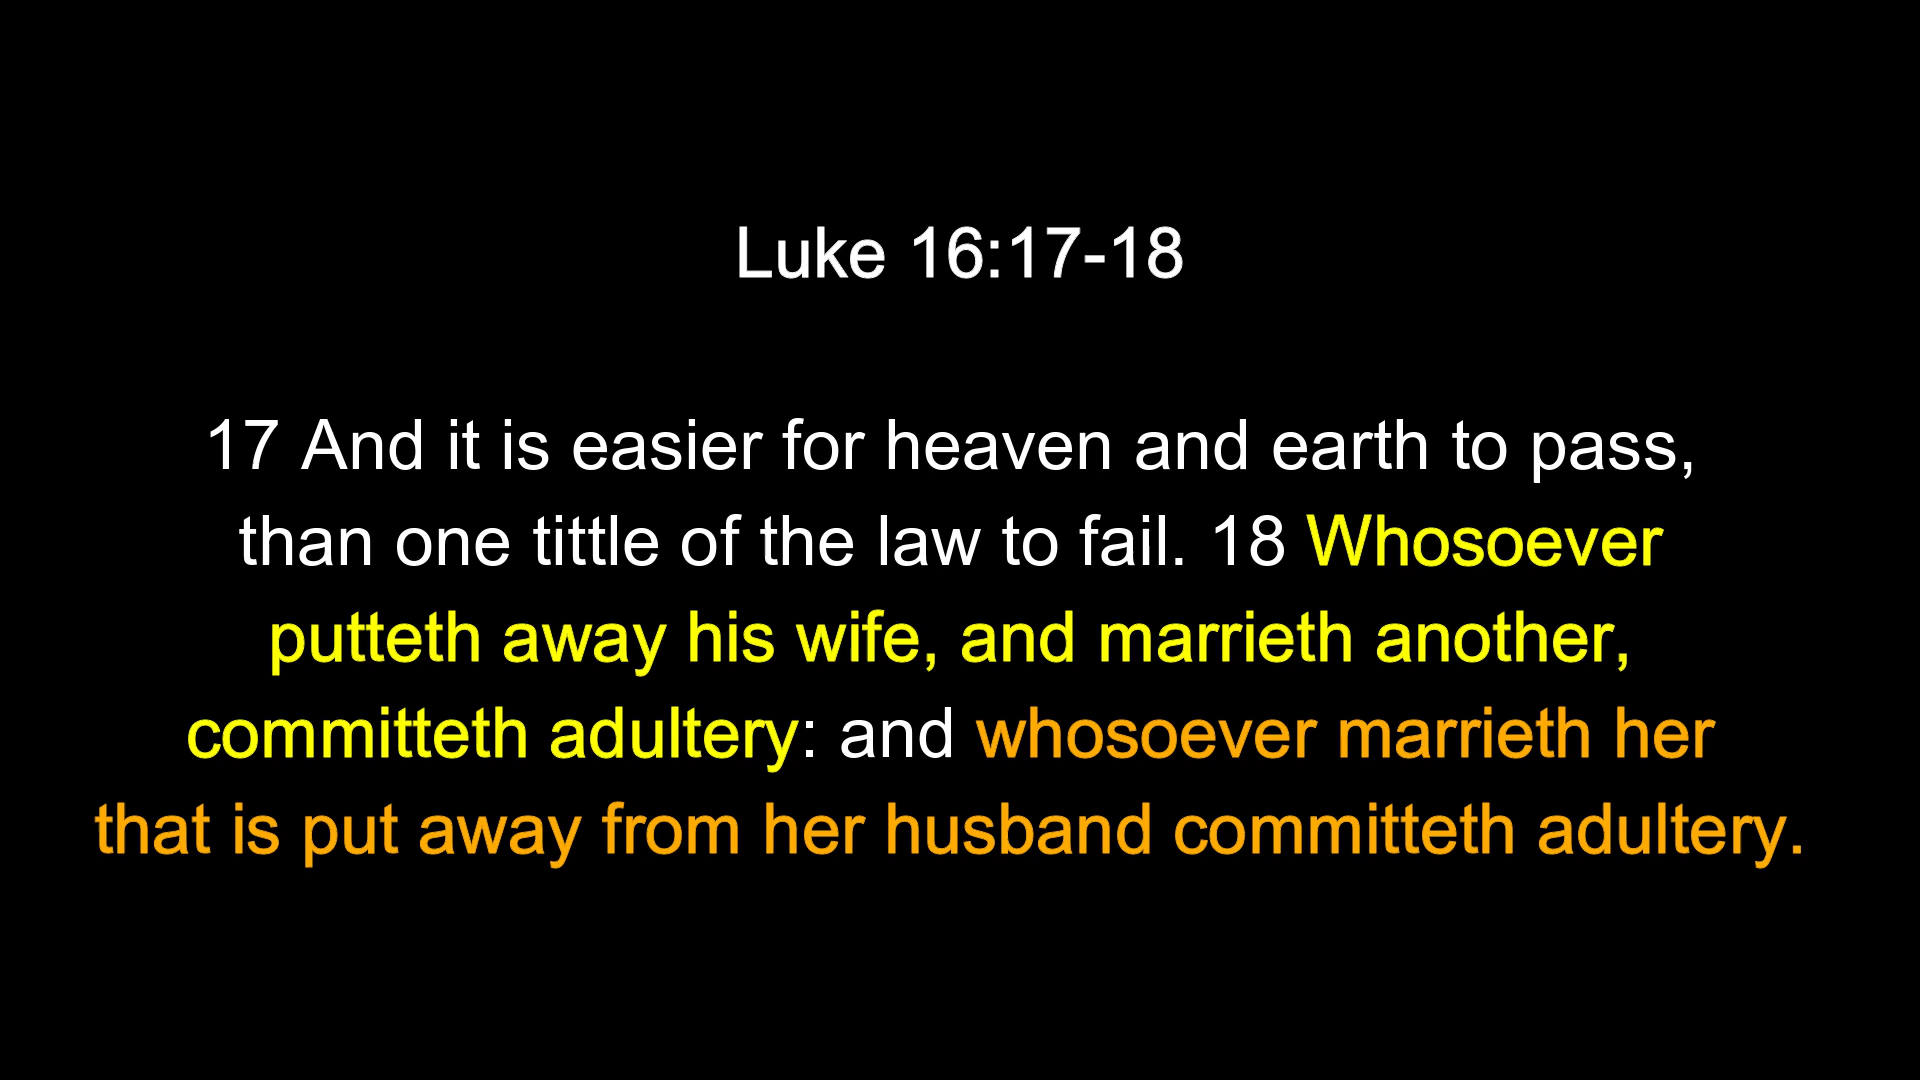 Luke 16:17-18
17 And it is easier for heaven and earth to pass,
than one tittle of the law to fail. 18 Whosoever
putteth away his wife, and marrieth another,
committeth adultery: and whosoever marrieth her
that is put away from her husband committeth adultery.